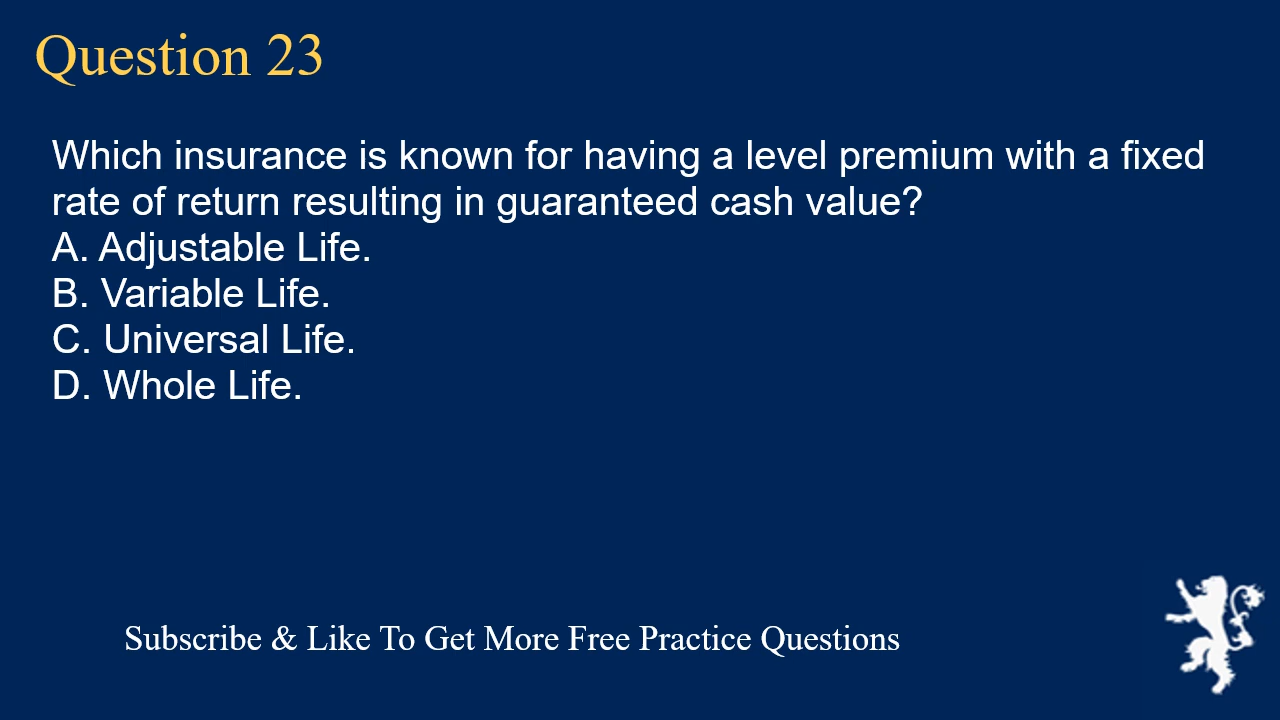 Question 23
Which insurance is known for having a level premium with a fixed
rate of return resulting in guaranteed cash value?
A. Adjustable Life.
B. Variable Life.
C. Universal Life.
D. Whole Life.
Subscribe & Like To Get More Free Practice Questions